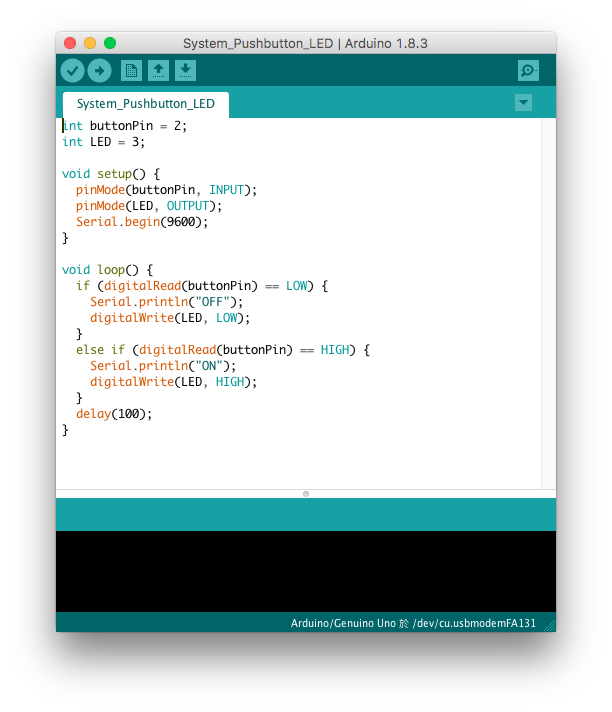 System_Pushbutton_LED | Arduino 1.8.3
System_Pushbutton_LED
int buttonPin = 2;
int LED = 3;
void setup() {
  pinMode(buttonPin, INPUT);
  pinMode(LED, OUTPUT);
  Serial.begin(9600);
}
void loop() {
  if (digitalRead(buttonPin) == LOW) {
    Serial.println("OFF");
    digitalWrite(LED, LOW);
  }
  else if (digitalRead(buttonPin) == HIGH) {
    Serial.println("ON");
    digitalWrite(LED, HIGH);
  }
  delay(100);
}
Arduino/Genuino Uno 於 /dev/cu.usbmodemFA131